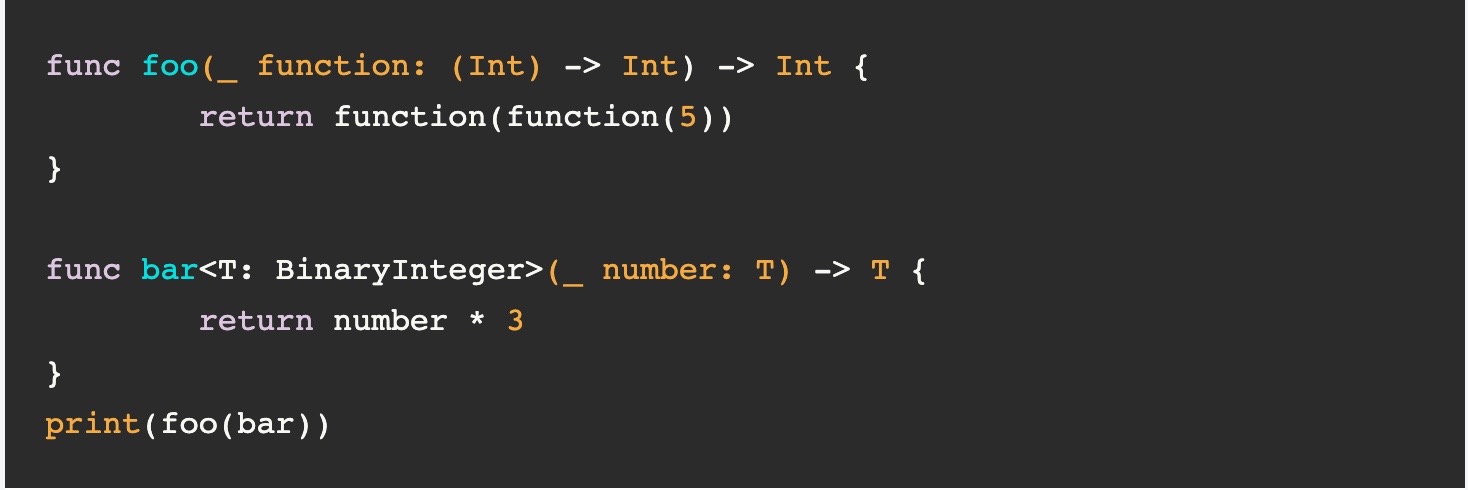 func foo(_ function: (Int) -> Int) -> Int {
        return function(function(5))
}

func bar<T: BinaryInteger>(_ number: T) -> T {
        return number * 3
}
print(foo(bar))